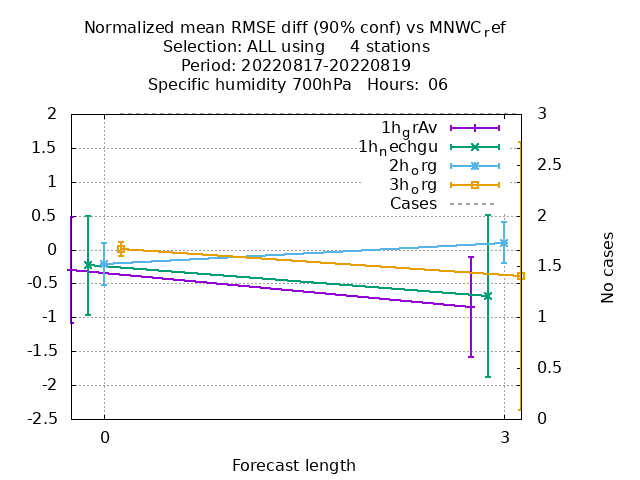 Normalized mean RMSE diff (90% conf) vs MNWC_ref
Selection: ALL using     4 stations
Period: 20220817-20220819
Specific humidity 700hPa   Hours: 06
2
1.5
1
0.5
0
-0.5
-1
-1.5
-2
-2.5
3
2.5
2
1.5
1
0.5
0
1h_grAv
1h_nechgu
2h_org
3h_org
Cases
No cases
0
3
Forecast length